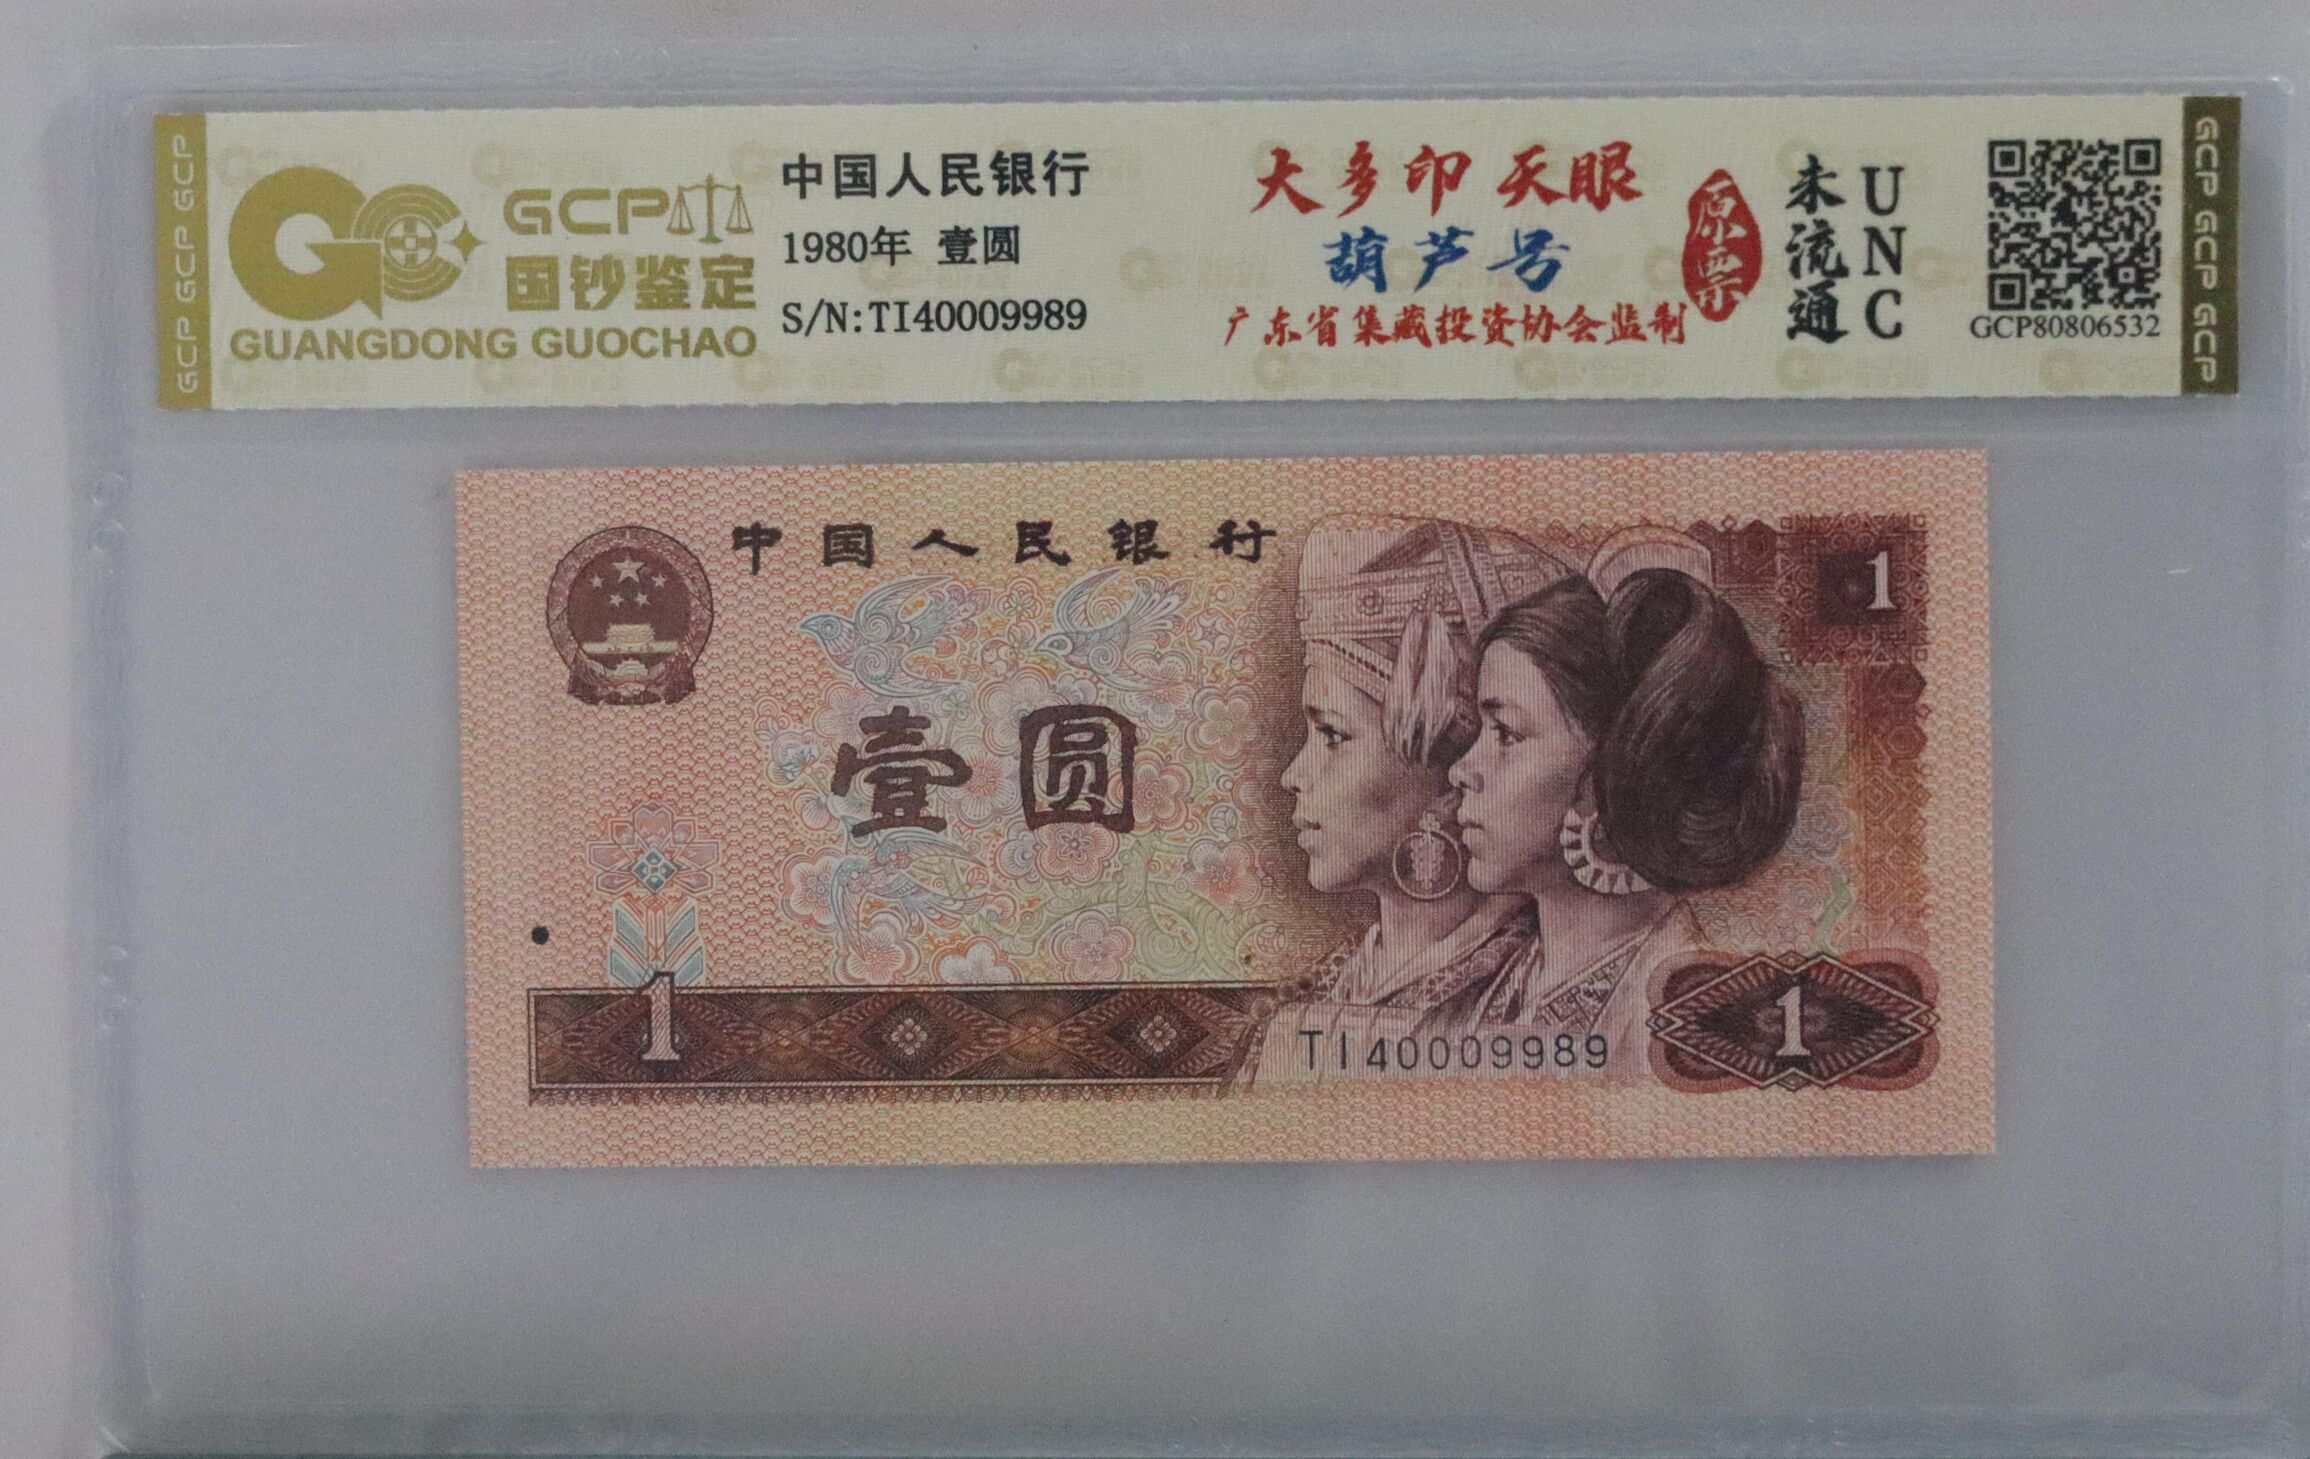 GCP GCP GCP
GCP
国钞鉴定
GUANGDONG GUOCHAO
中国人民银行
1980年 壹圆
S/N:TI40009989
大多印 天眼
葫芦号
广东省集藏投资协会监制
原票
未流通
UNC
GCP80806532
GCP GCP GCP
中国人民银行
1
壹圆
1
TI40009989
1